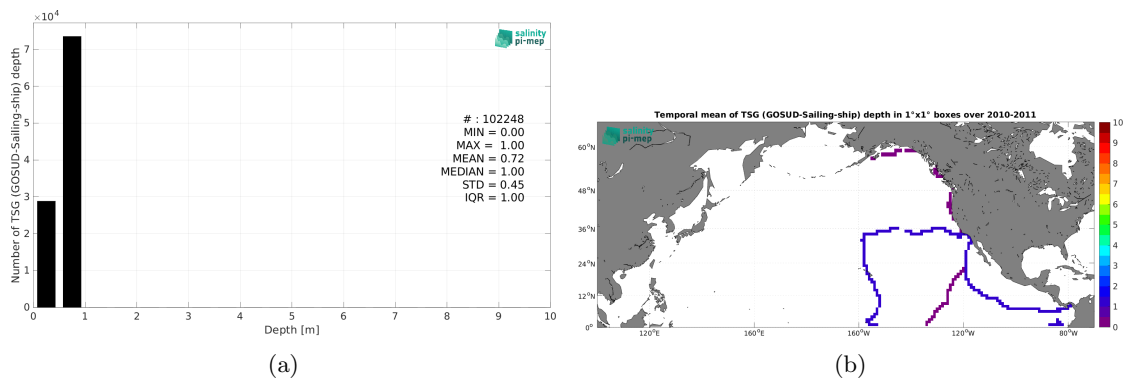 ×10⁴
7
6
5
4
3
2
1
0
Number of TSG (GOSUD-Sailing-ship) depth
salinity
pi-mep
# : 102248
MIN = 0.00
MAX = 1.00
MEAN = 0.72
MEDIAN = 1.00
STD = 0.45
IQR = 1.00
0 1 2 3 4 5 6 7 8 9 10
Depth [m]
(a)
Temporal mean of TSG (GOSUD-Sailing-ship) depth in 1°x1° boxes over 2010-2011
salinity
pi-mep
60°N
48°N
36°N
24°N
12°N
0°
120°E 160°E 160°W 120°W 80°W
10
9
8
7
6
5
4
3
2
1
0
(b)